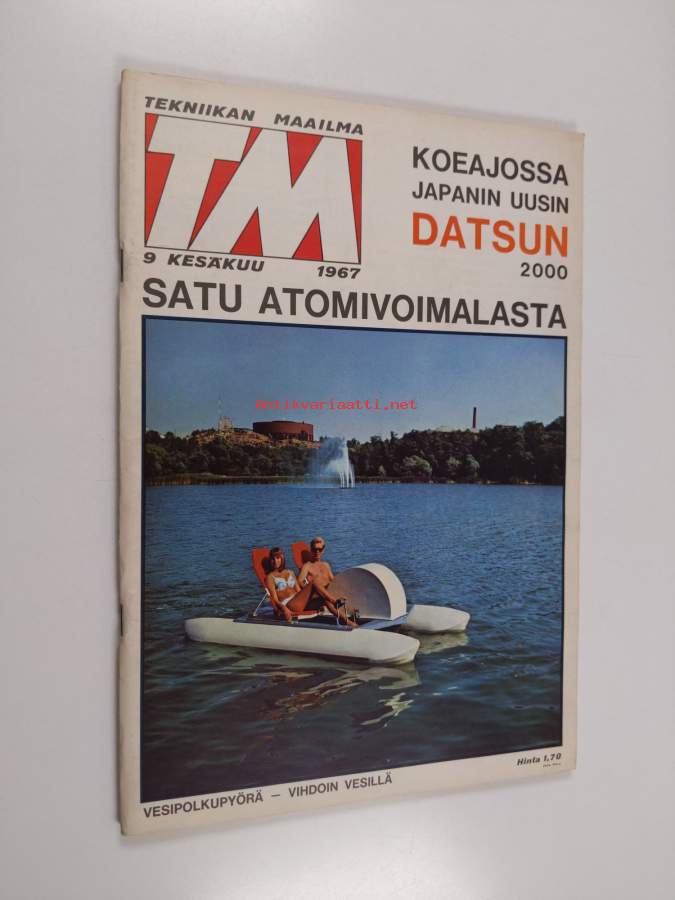 TEKNIIKAN MAAILMA
TM
9 KESÄKUU 1967
KOEAJOSSA
JAPANIN UUSIN
DATSUN
2000
SATU ATOMIVOIMALASTA
Antikvariaatti.net
Hinta 1,70
VESIPOLKUPYÖRÄ — VIHDOIN VESILLÄ